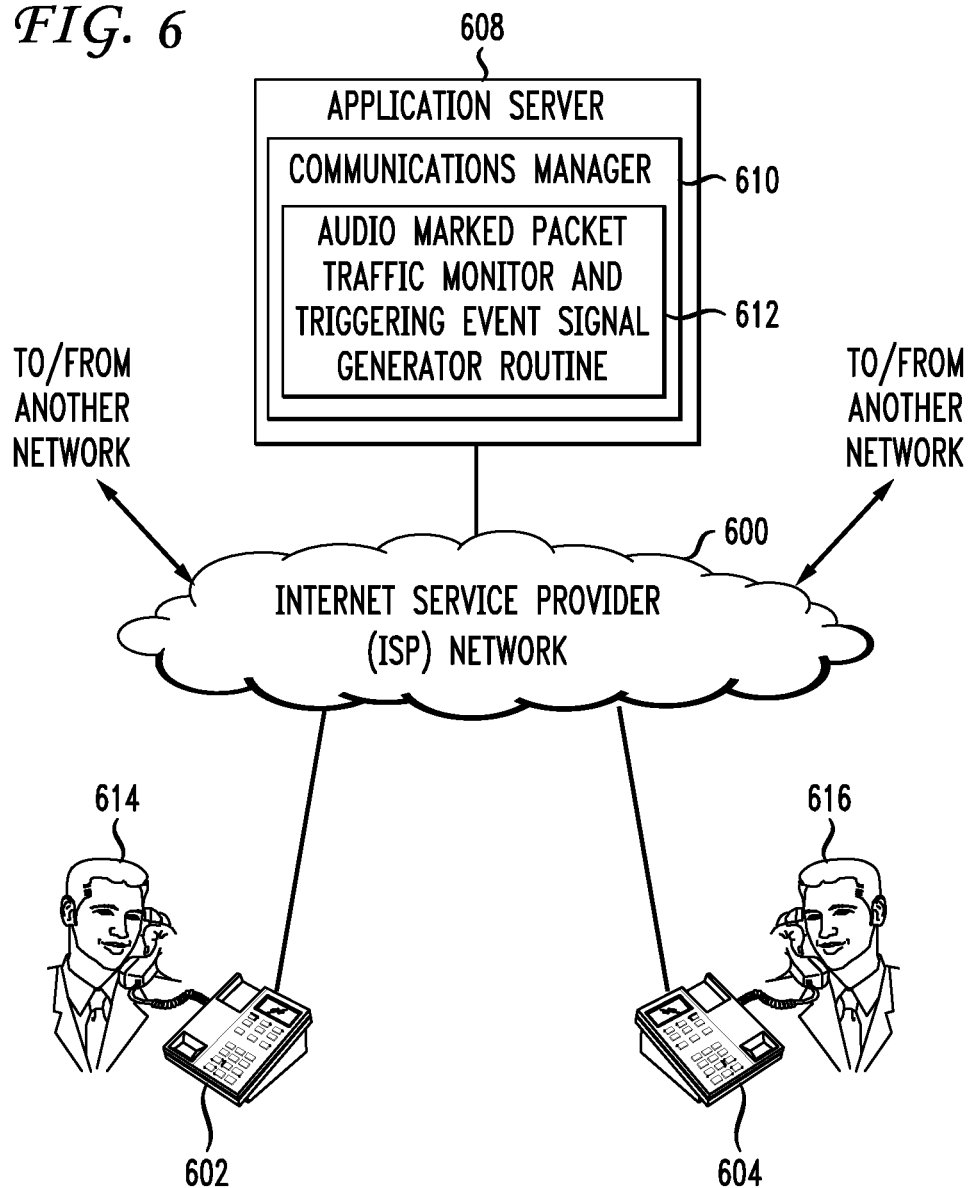 FIG. 6
608
APPLICATION SERVER
COMMUNICATIONS MANAGER
610
AUDIO MARKED PACKET
TRAFFIC MONITOR AND
TRIGGERING EVENT SIGNAL
GENERATOR ROUTINE
612
TO/FROM
ANOTHER
NETWORK
TO/FROM
ANOTHER
NETWORK
600
INTERNET SERVICE PROVIDER
(ISP) NETWORK
614
616
602
604